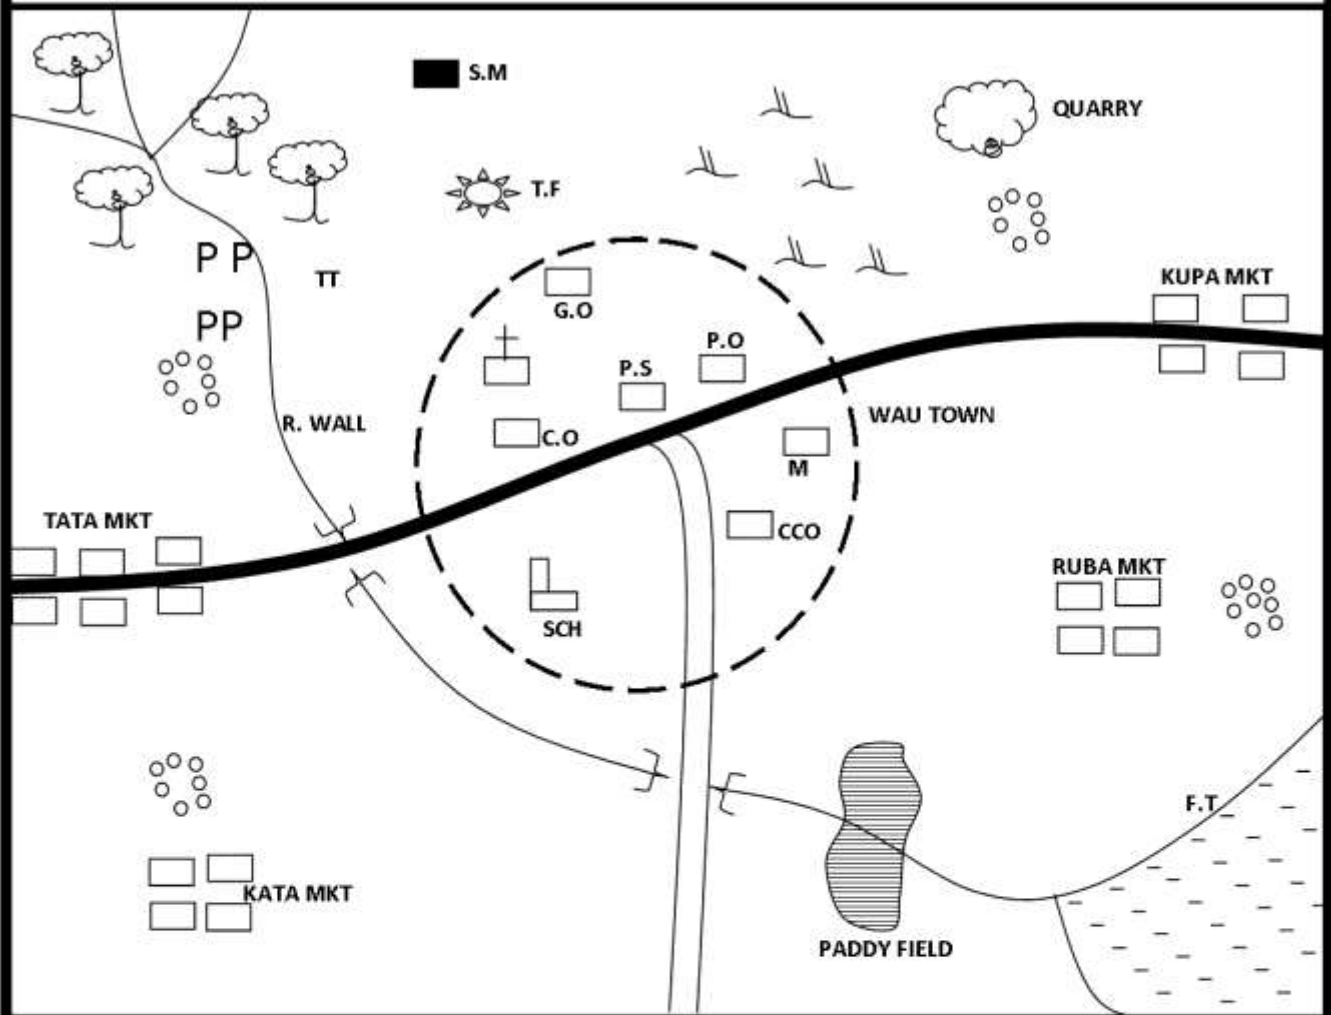 S.M
QUARRY
T.F
P P
TT
PP
G.O
KUPA MKT
P.O
P.S
R. WALL
C.O
WAU TOWN
M
TATA MKT
CCO
RUBA MKT
SCH
F.T
KATA MKT
PADDY FIELD